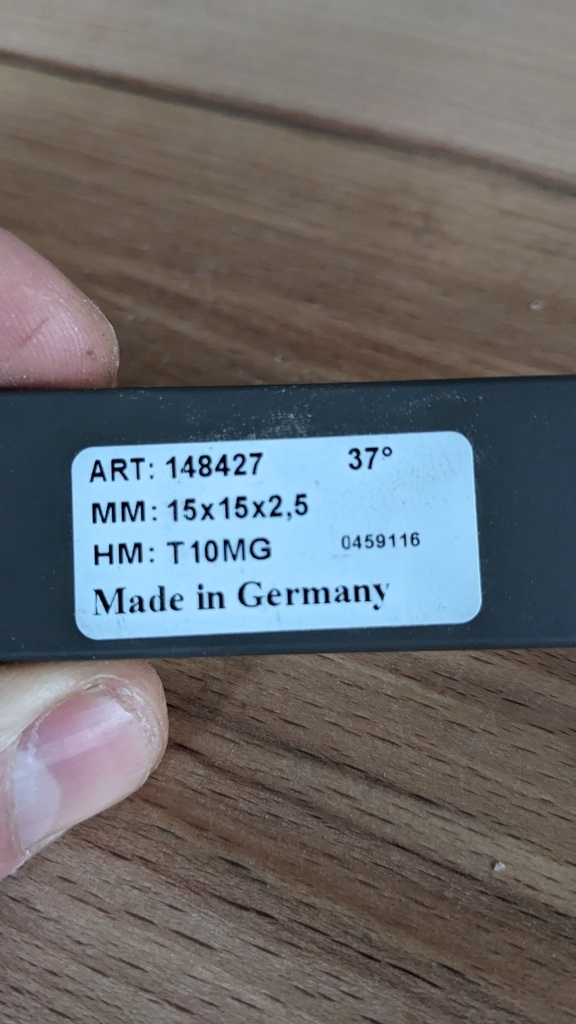 ART: 148427 37°
MM: 15x15x2,5
HM: T10MG 0459116
Made in Germany